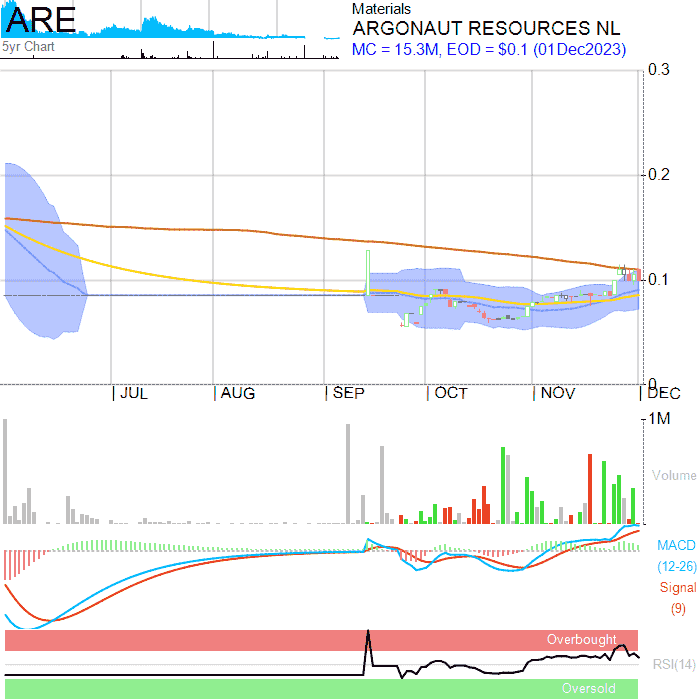 ARE
5yr Chart
Materials
ARGONAUT RESOURCES NL
MC = 15.3M, EOD = $0.1 (01Dec2023)
0.3
0.2
0.1
0
JUL AUG SEP OCT NOV DEC
1M
Volume
MACD
(12-26)
Signal
(9)
Overbought
RSI(14)
Oversold